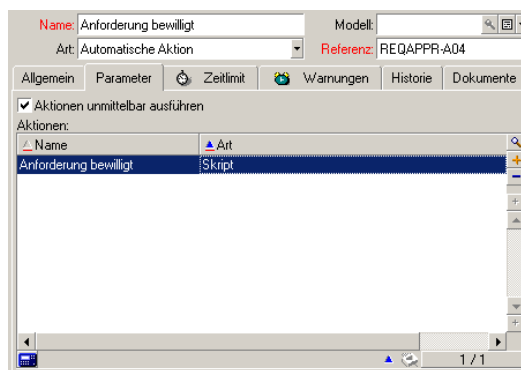 Name: Anforderung bewilligt Modell:
Art: Automatische Aktion Referenz: REQAPPR-A04
Allgemein Parameter Zeitlimit Warnungen Historie Dokumente
Aktionen unmittelbar ausführen
Aktionen:
Name Art
Anforderung bewilligt Skript
1 / 1